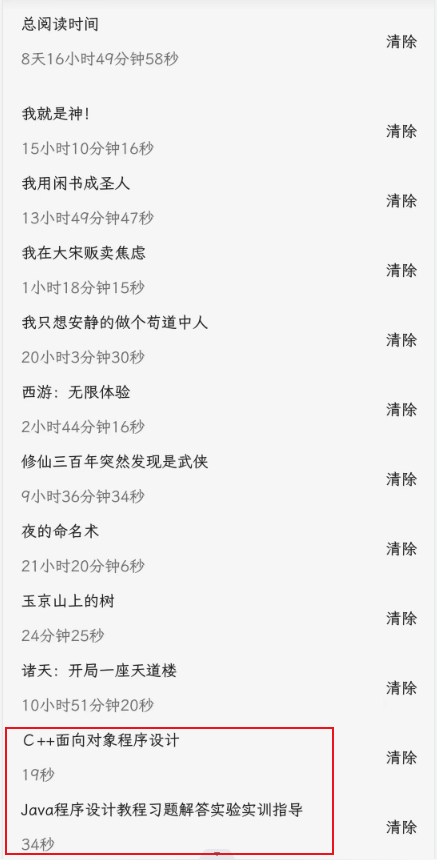 总阅读时间
清除
8天16小时49分钟58秒
我就是神！
清除
15小时10分钟16秒
我用闲书成圣人
清除
13小时49分钟47秒
我在大宋贩卖焦虑
清除
1小时18分钟15秒
我只想安静的做个苟道中人
清除
20小时3分钟30秒
西游：无限体验
清除
2小时44分钟16秒
修仙三百年突然发现是武侠
清除
9小时36分钟34秒
夜的命名术
清除
21小时20分钟6秒
玉京山上的树
清除
24分钟25秒
诸天：开局一座天道楼
清除
10小时51分钟20秒
C++面向对象程序设计
清除
19秒
Java程序设计教程习题解答实验实训指导
清除
34秒